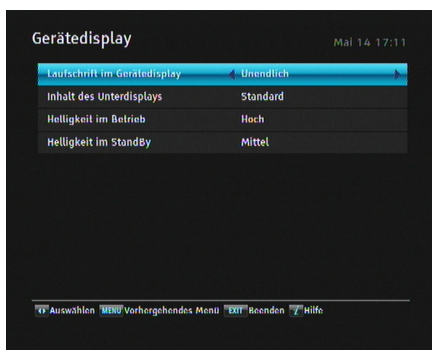 Gerätedisplay
Mai 14 17:11
Laufschrift im Gerätedisplay Unendlich
Inhalt des Unterdisplays Standard
Helligkeit im Betrieb Hoch
Helligkeit im StandBy Mittel
Auswählen MENU Vorhergehendes Menü EXIT Beenden Hilfe